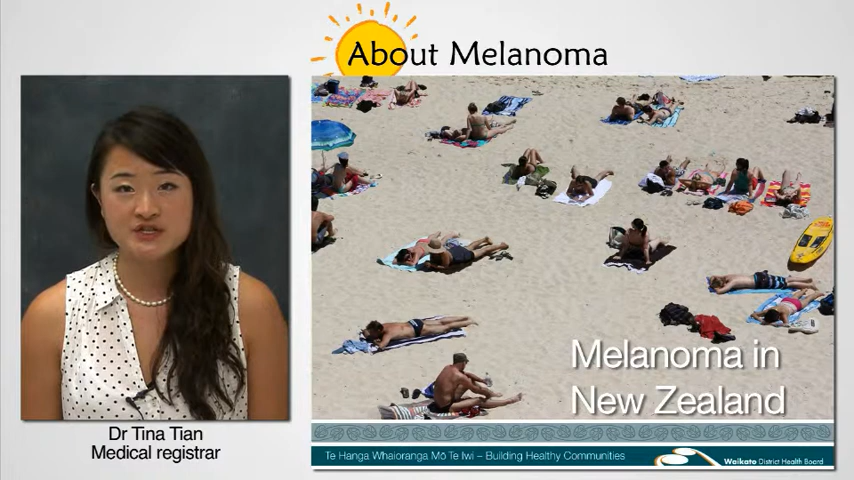 About Melanoma
Dr Tina Tian
Medical registrar
Melanoma in
New Zealand
Te Hanga Whaioranga Mō Te Iwi – Building Healthy Communities
Waikato District Health Board